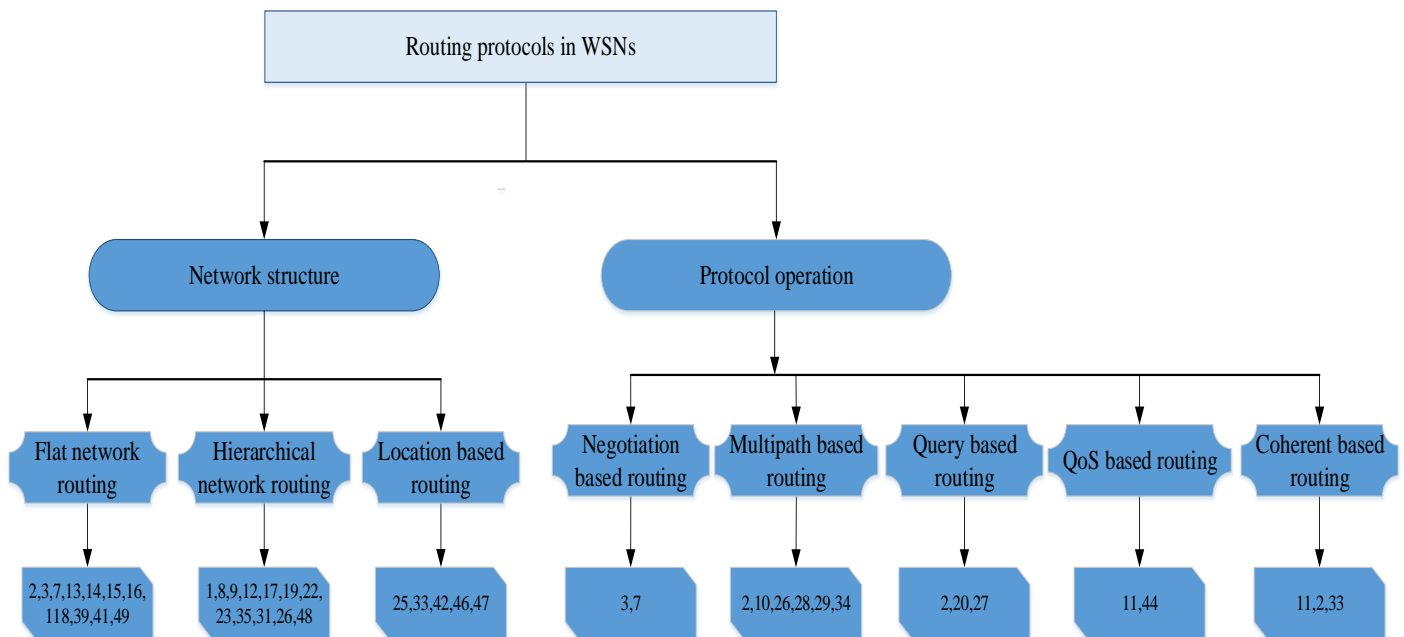 Routing protocols in WSNs
Network structure
Protocol operation
Flat network
routing
Hierarchical
network routing
Location based
routing
Negotiation
based routing
Multipath based
routing
Query based
routing
QoS based routing
Coherent based
routing
2,3,7,13,14,15,16,
118,39,41,49
1,8,9,12,17,19,22,
23,35,31,26,48
25,33,42,46,47
3,7
2,10,26,28,29,34
2,20,27
11,44
11,2,33